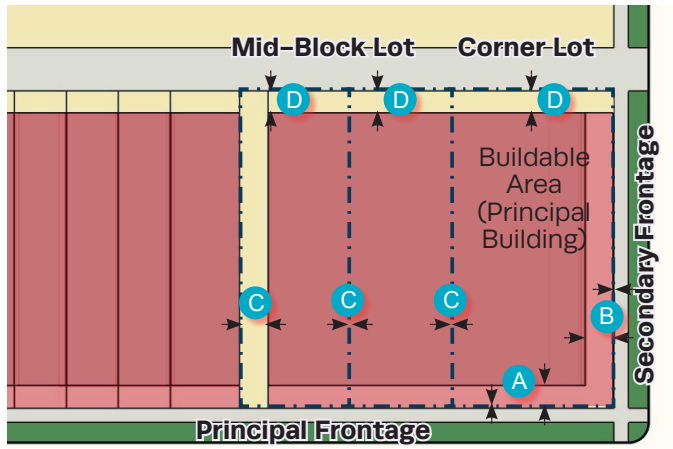 Mid-Block Lot
Corner Lot
D
D
D
Buildable
Area
(Principal
Building)
Secondary Frontage
C
C
C
B
A
Principal Frontage